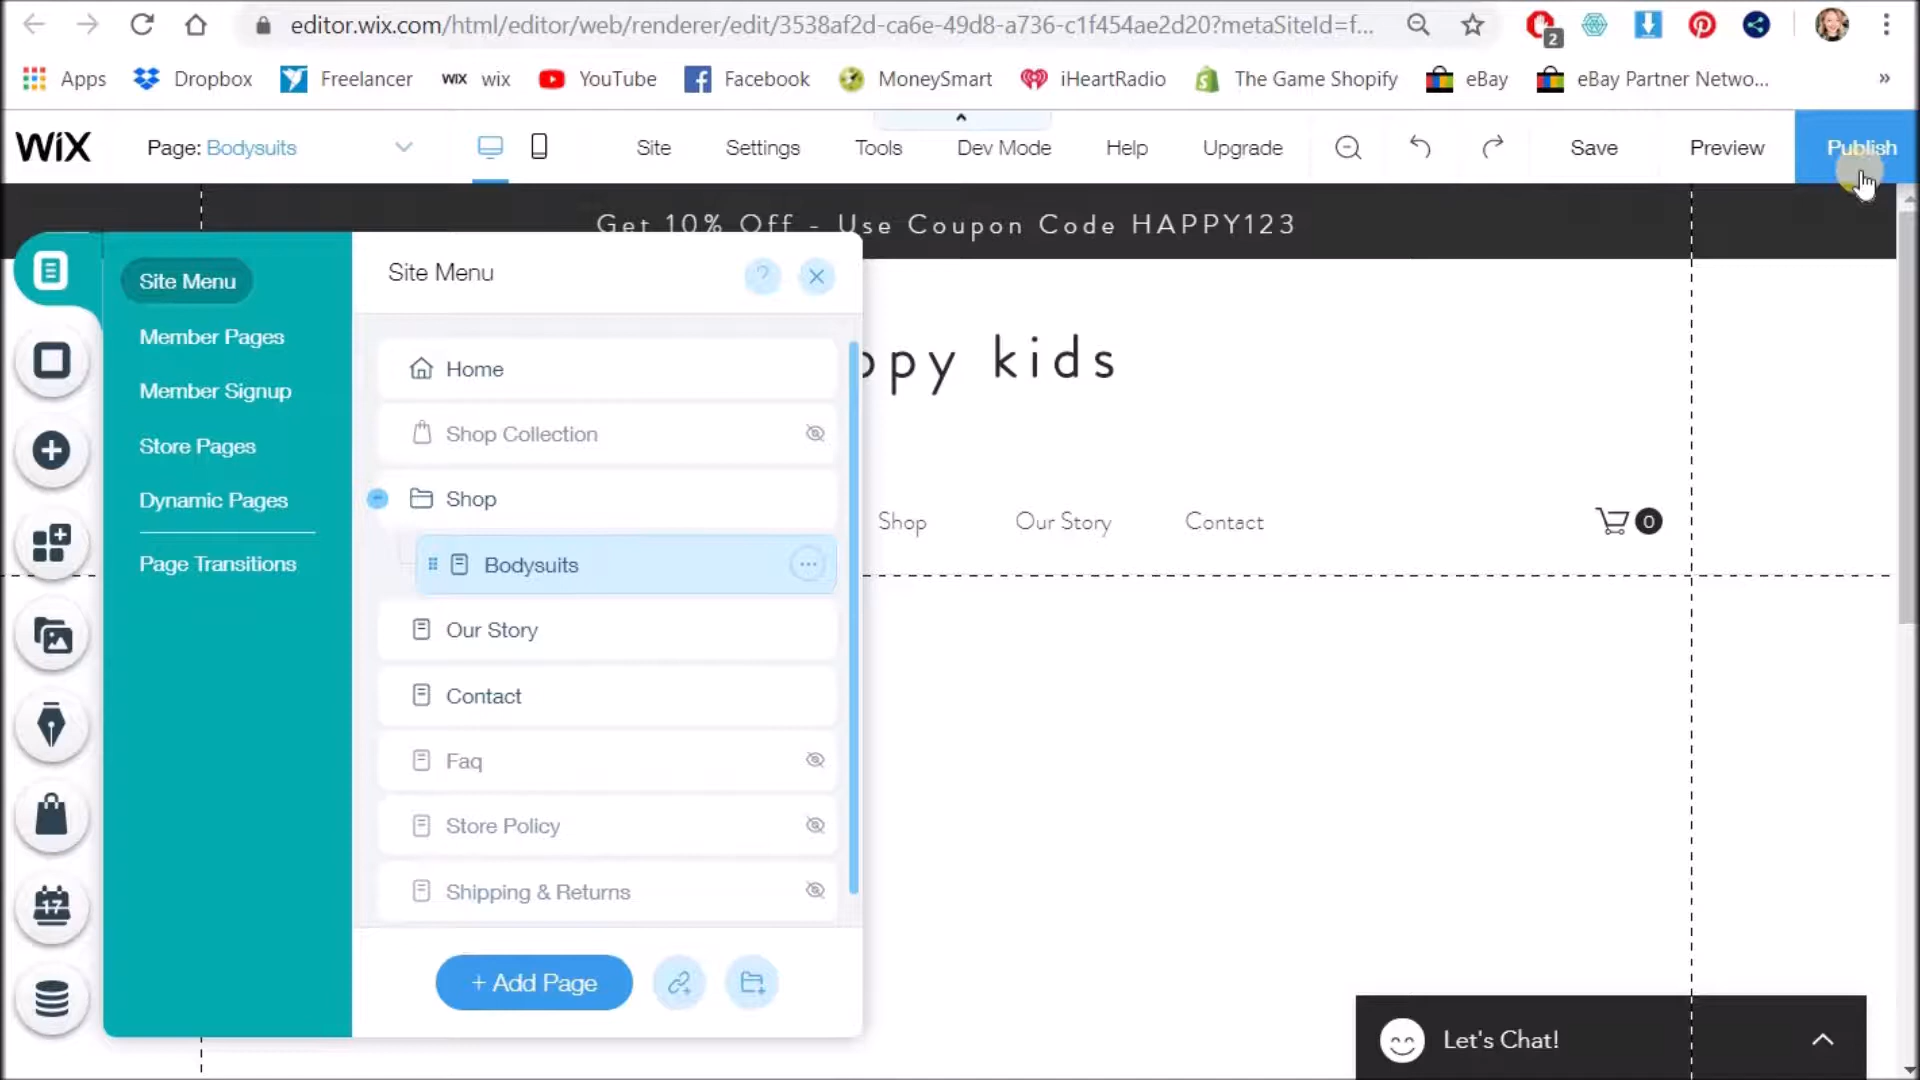 editor.wix.com/html/editor/web/renderer/edit/3538af2d-ca6e-49d8-a736-c1f454ae2d20?metaSiteId=f...
2
Apps Dropbox Freelancer WIX wix YouTube Facebook MoneySmart iHeartRadio The Game Shopify eBay eBay Partner Netwo... »
WiX Page: Bodysuits Site Settings Tools Dev Mode Help Upgrade Save Preview Publish
Get 10% Off - Use Coupon Code HAPPY123
Site Menu
Member Pages
Member Signup
Store Pages
Dynamic Pages
Page Transitions
Site Menu ?
Home
Shop Collection
Shop
Bodysuits
Our Story
Contact
Faq
Store Policy
Shipping & Returns
+ Add Page
ppy kids
Shop Our Story Contact 0
17
Let's Chat!